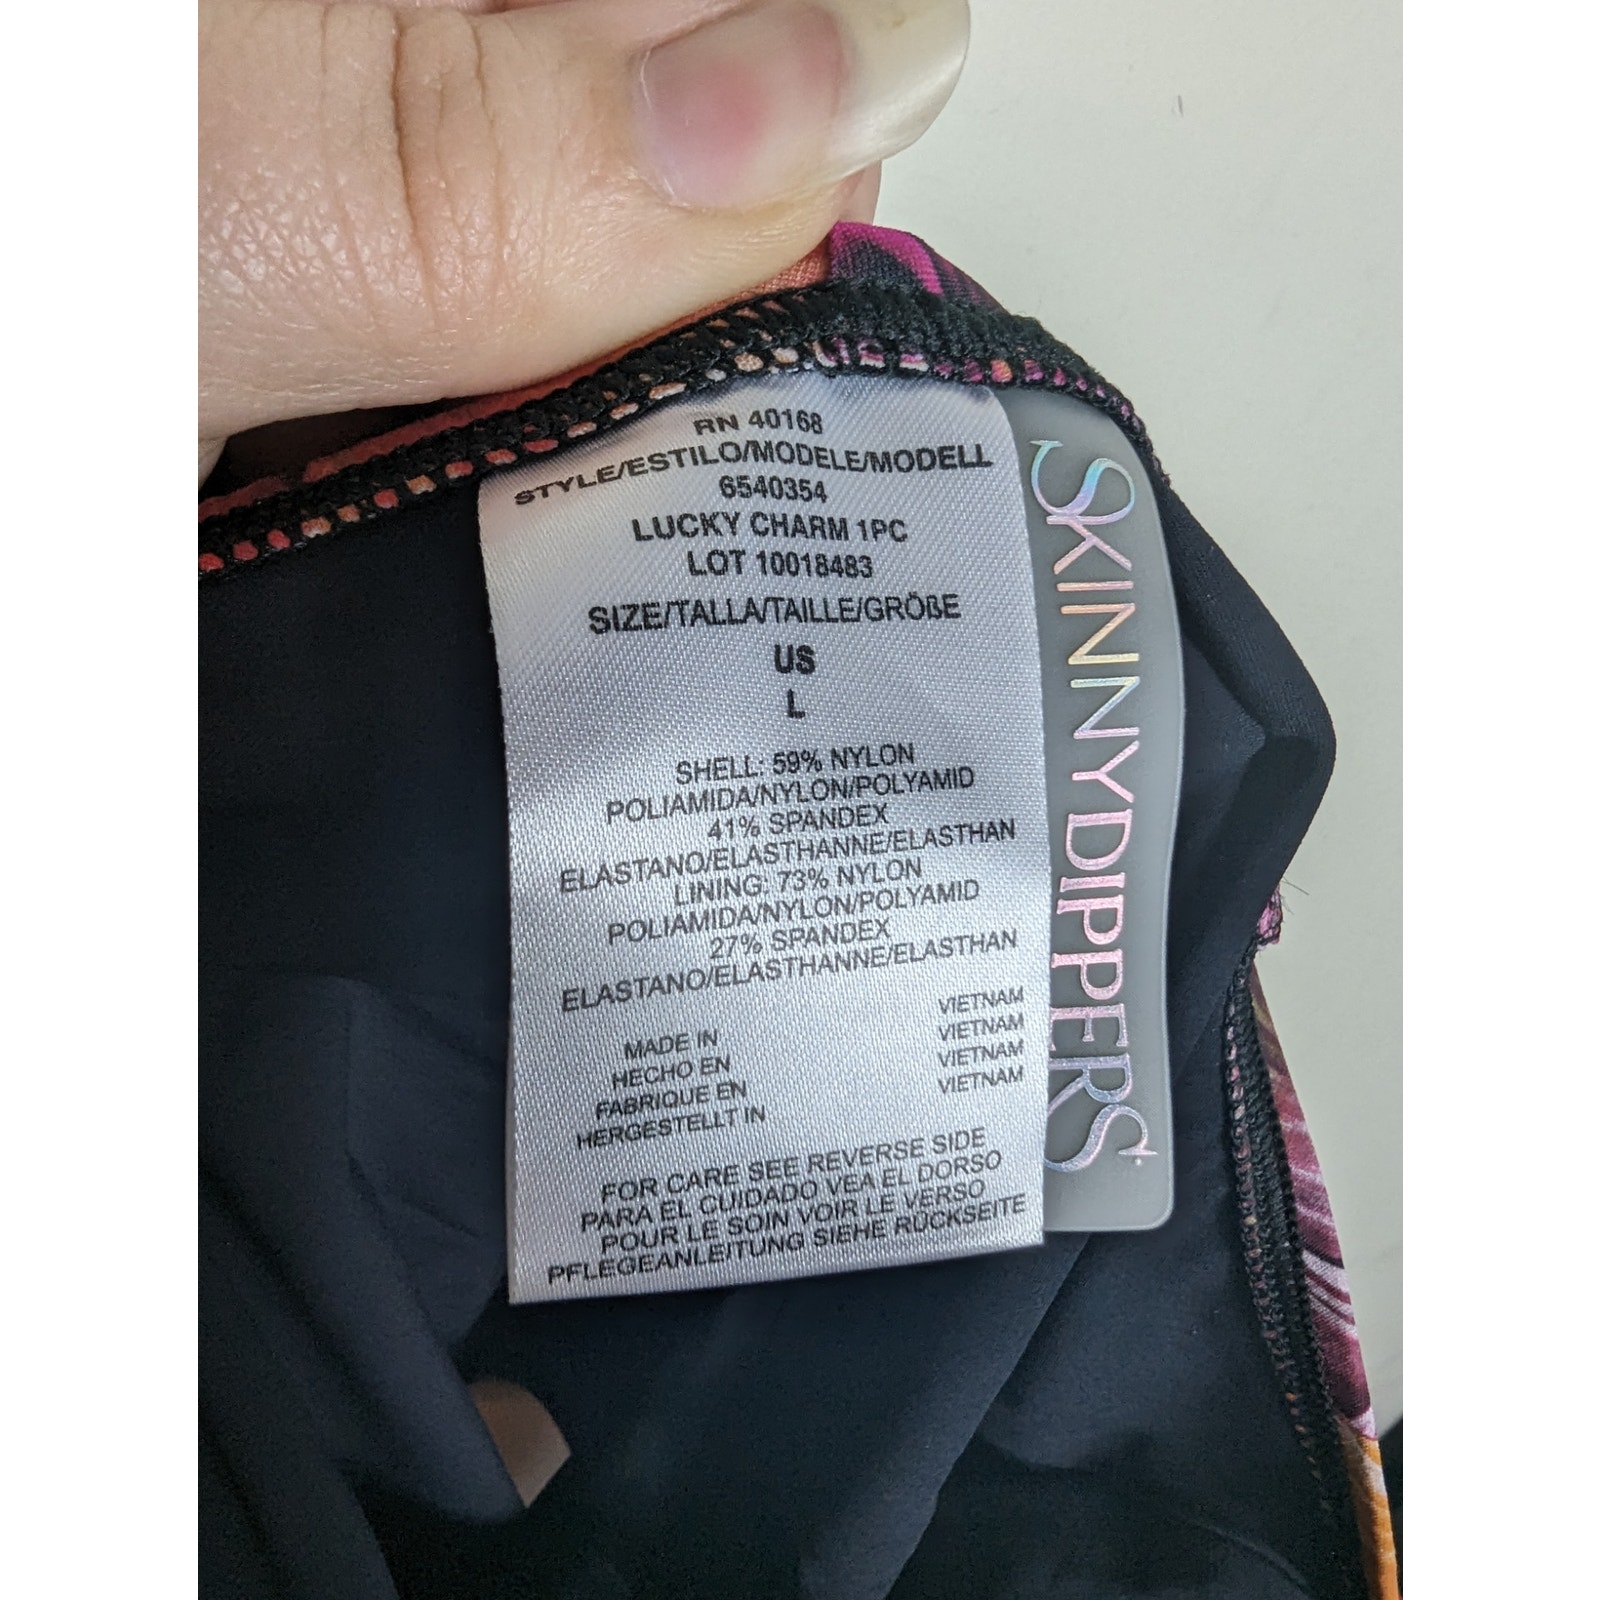 RN 40168
STYLE/ESTILO/MODELE/MODELL
6540354
LUCKY CHARM 1PC
LOT 10018483
SIZE/TALLA/TAILLE/GRÖßE
US
L
SHELL: 59% NYLON
POLIAMIDA/NYLON/POLYAMID
41% SPANDEX
ELASTANO/ELASTHANNE/ELASTHAN
LINING: 73% NYLON
POLIAMIDA/NYLON/POLYAMID
27% SPANDEX
ELASTANO/ELASTHANNE/ELASTHAN
MADE IN VIETNAM
HECHO EN VIETNAM
FABRIQUE EN VIETNAM
HERGESTELLT IN VIETNAM
FOR CARE SEE REVERSE SIDE
PARA EL CUIDADO VEA EL DORSO
POUR LE SOIN VOIR LE VERSO
PFLEGEANLEITUNG SIEHE RÜCKSEITE
SKINNYDIPPERS